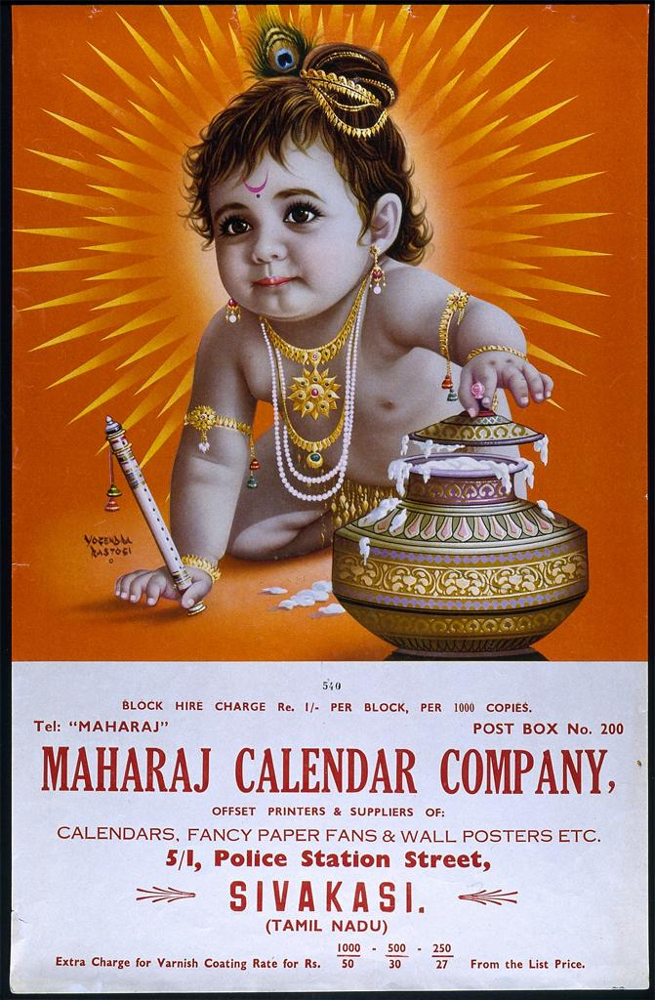 YOGENDRA
RASTOGI
540
BLOCK HIRE CHARGE Re. 1/- PER BLOCK, PER 1000 COPIES.
Tel: "MAHARAJ" POST BOX No. 200
MAHARAJ CALENDAR COMPANY,
OFFSET PRINTERS & SUPPLIERS OF:
CALENDARS, FANCY PAPER FANS & WALL POSTERS ETC.
5/1, Police Station Street,
SIVAKASI.
(TAMIL NADU)
1000 - 500 - 250
Extra Charge for Varnish Coating Rate for Rs. 50 30 27 From the List Price.